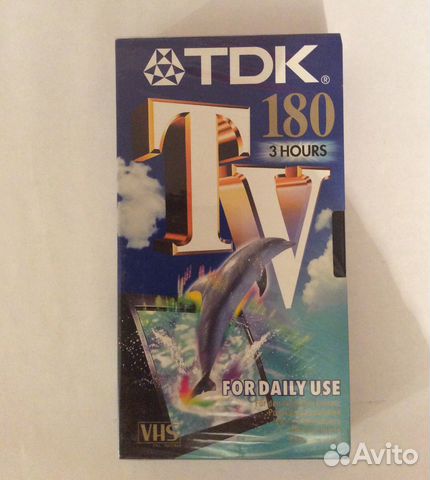 TDK®
TV
180
3 HOURS
FOR DAILY USE
VHS
Avito